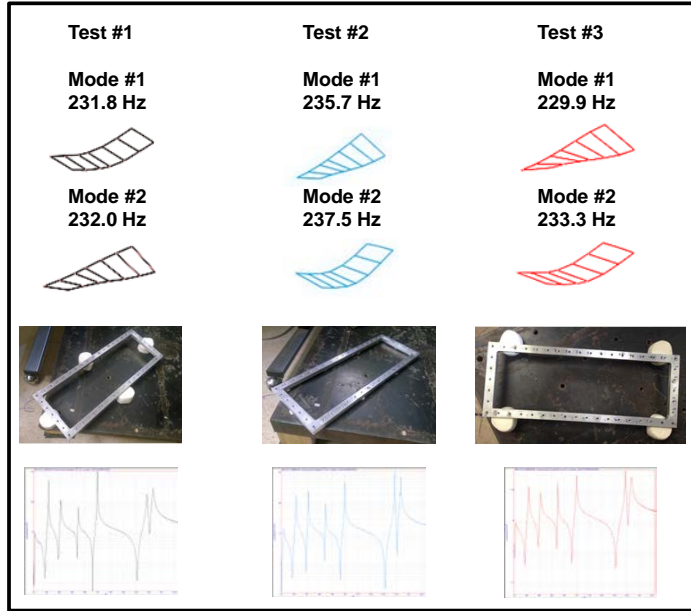 Test #1
Test #2
Test #3
Mode #1
231.8 Hz
Mode #1
235.7 Hz
Mode #1
229.9 Hz
Mode #2
232.0 Hz
Mode #2
237.5 Hz
Mode #2
233.3 Hz